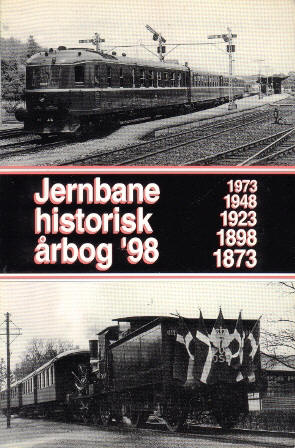 Jernbane
historisk
årbog '98
1973
1948
1923
1898
1873